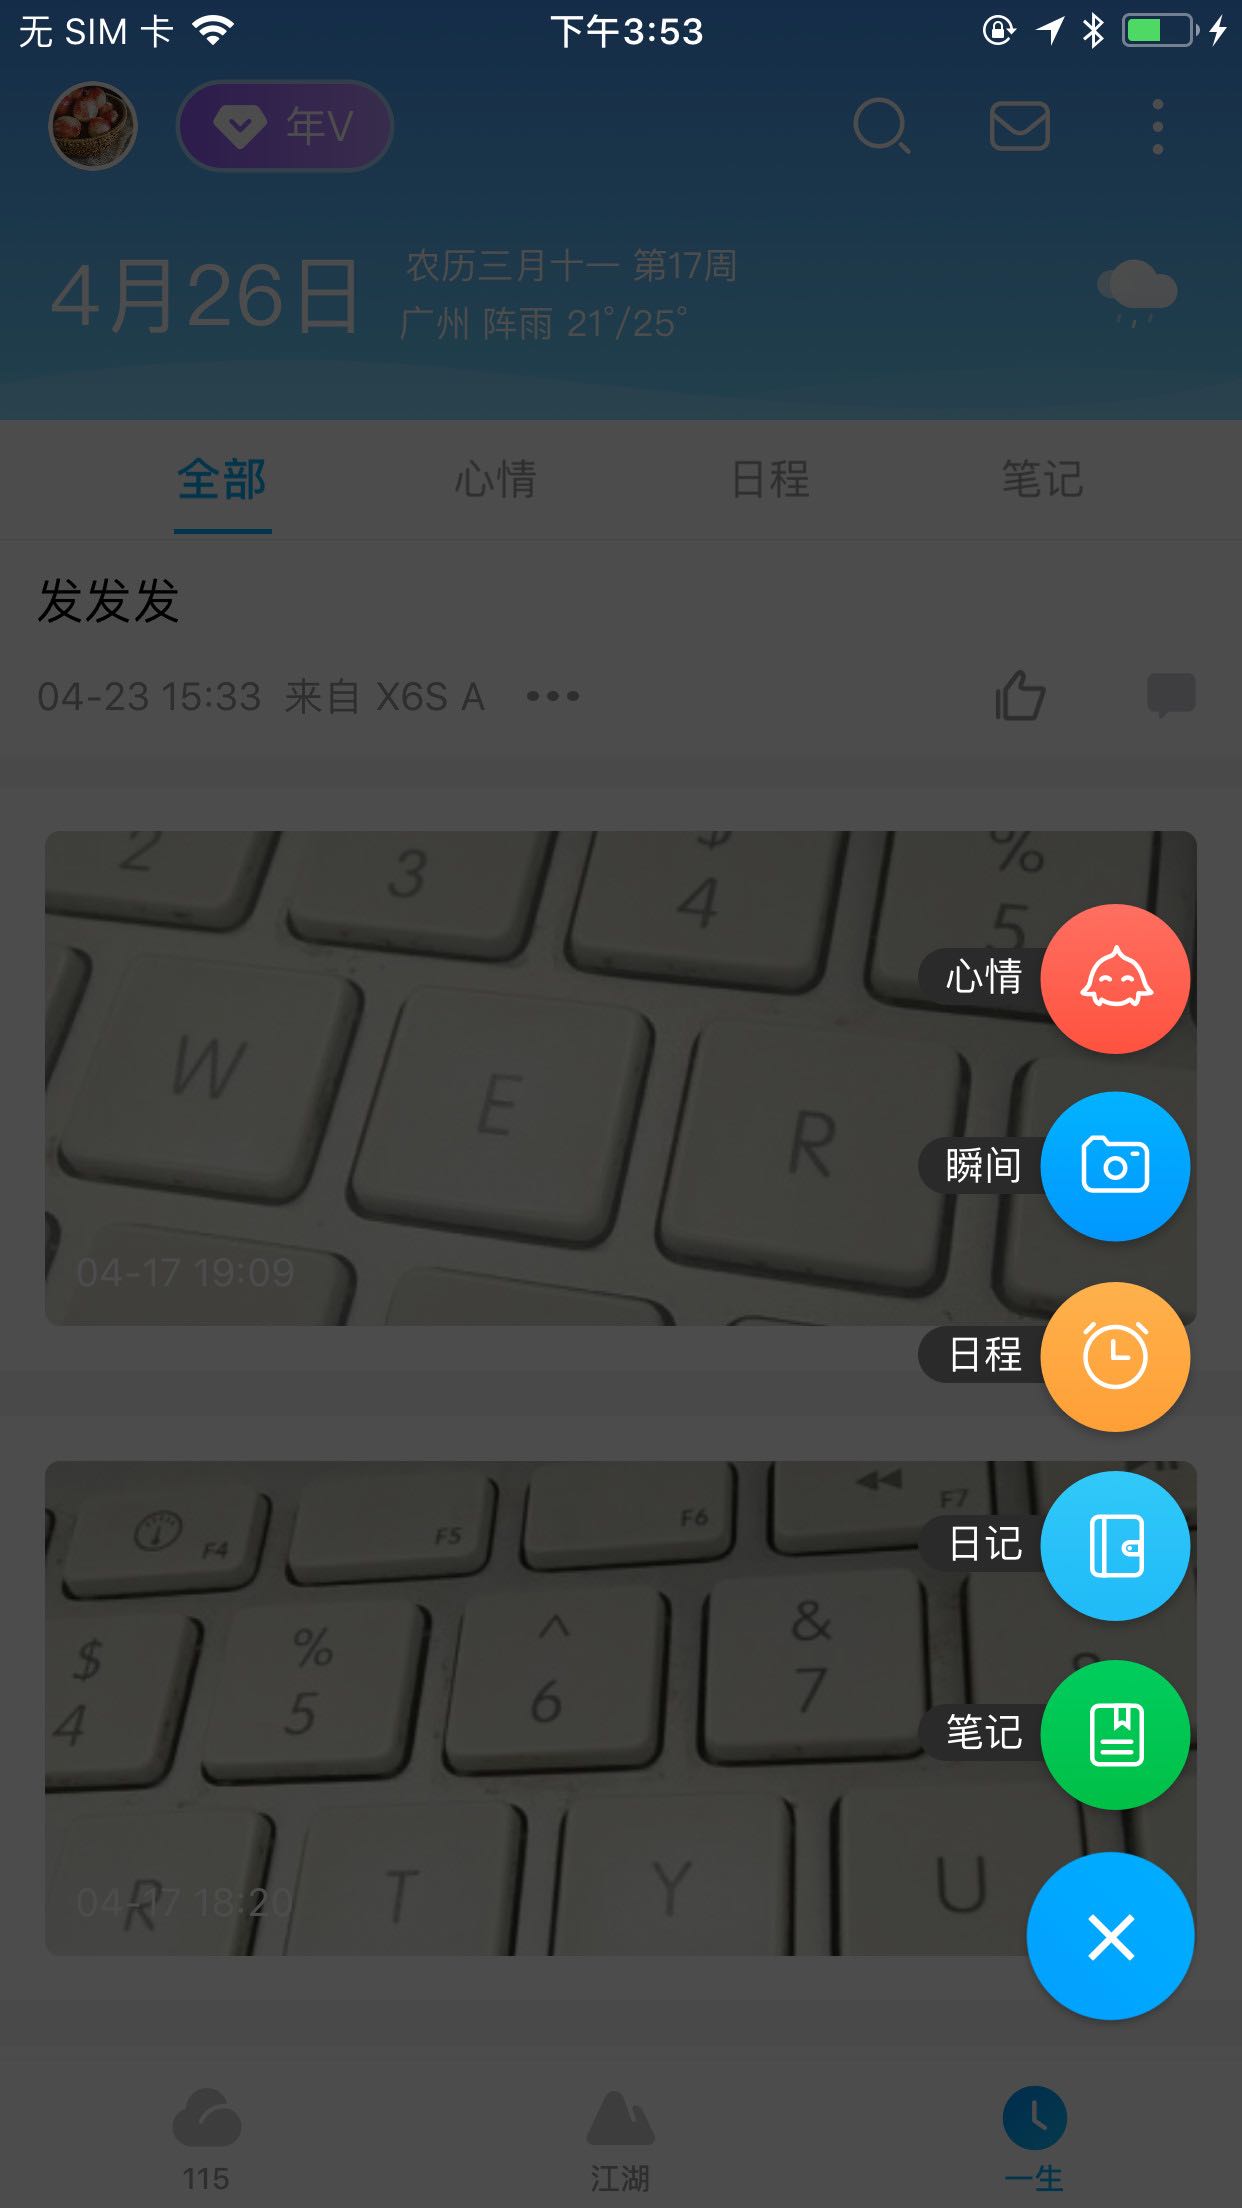 无 SIM 卡 下午3:53
年V
4月26日
农历三月十一 第17周
广州 阵雨 21°/25°
全部 心情 日程 笔记
发发发
04-23 15:33 来自 X6S A
2 3 $ 4 % 5
心情
W E R
瞬间
04-17 19:09
日程
F4 F5 F6 F7
日记
$ 4 % 5 ^ 6 & 7
笔记
R T Y U
04-17 18:20
115 江湖 一生